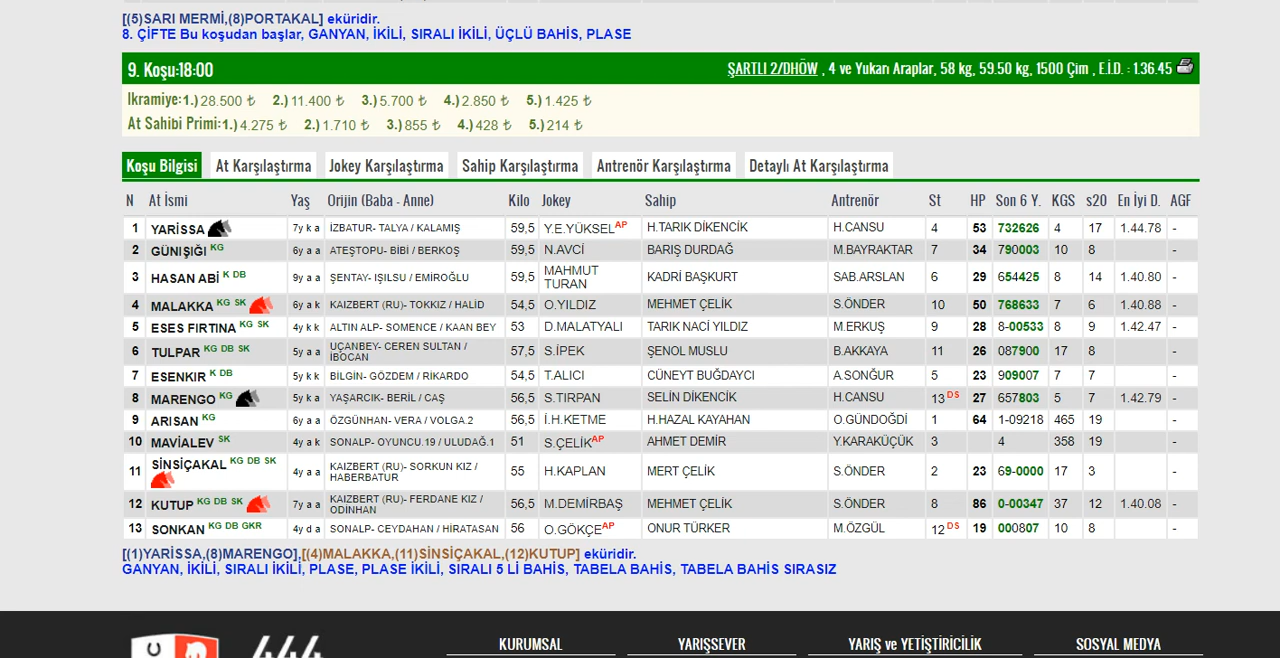 [(5)SARI MERMİ,(8)PORTAKAL] eküridir.
8. ÇİFTE Bu koşudan başlar, GANYAN, İKİLİ, SIRALI İKİLİ, ÜÇLÜ BAHİS, PLASE
9. Koşu:18:00 ŞARTLI 2/DHÖW , 4 ve Yukarı Araplar, 58 kg, 59.50 kg, 1500 Çim , E.İ.D. : 1.36.45
İkramiye:1.) 28.500 ₺ 2.) 11.400 ₺ 3.) 5.700 ₺ 4.) 2.850 ₺ 5.) 1.425 ₺
At Sahibi Primi:1.) 4.275 ₺ 2.) 1.710 ₺ 3.) 855 ₺ 4.) 428 ₺ 5.) 214 ₺
Koşu Bilgisi At Karşılaştırma Jokey Karşılaştırma Sahip Karşılaştırma Antrenör Karşılaştırma Detaylı At Karşılaştırma
N At İsmi Yaş Orijin (Baba - Anne) Kilo Jokey Sahip Antrenör St HP Son 6 Y. KGS s20 En İyi D. AGF
1 YARİSSA 7y k a İZBATUR- TALYA / KALAMIŞ 59,5 Y.E.YÜKSEL AP H.TARIK DİKENCİK H.CANSU 4 53 732626 4 17 1.44.78 -
2 GÜNIŞIĞI KG 6y a a ATEŞTOPU- BİBİ / BERKOŞ 59,5 N.AVCİ BARIŞ DURDAĞ M.BAYRAKTAR 7 34 790003 10 8 -
3 HASAN ABİ K DB 9y a a ŞENTAY- IŞILSU / EMİROĞLU 59,5 MAHMUT TURAN KADRİ BAŞKURT SAB.ARSLAN 6 29 654425 8 14 1.40.80 -
4 MALAKKA KG SK 6y a k KAIZBERT (RU)- TOKKIZ / HALİD 54,5 O.YILDIZ MEHMET ÇELİK S.ÖNDER 10 50 768633 7 6 1.40.88 -
5 ESES FIRTINA KG SK 4y k k ALTIN ALP- SOMENCE / KAAN BEY 53 D.MALATYALI TARIK NACİ YILDIZ M.ERKUŞ 9 28 8-00533 8 9 1.42.47 -
6 TULPAR KG DB SK 5y a a UÇANBEY- CEREN SULTAN / İBOCAN 57,5 S.İPEK ŞENOL MUSLU B.AKKAYA 11 26 087900 17 8 -
7 ESENKIR K DB 5y k k BİLGİN- GÖZDEM / RİKARDO 54,5 T.ALICI CÜNEYT BUĞDAYCI A.SONĞUR 5 23 909007 7 7 -
8 MARENGO KG 5y k a YAŞARCIK- BERİL / CAŞ 56,5 S.TIRPAN SELİN DİKENCİK H.CANSU 13 DS 27 657803 5 7 1.42.79 -
9 ARISAN KG 6y a a ÖZGÜNHAN- VERA / VOLGA.2 56,5 İ.H.KETME H.HAZAL KAYAHAN O.GÜNDOĞDİ 1 64 1-09218 465 19 -
10 MAVİALEV SK 4y a k SONALP- OYUNCU.19 / ULUDAĞ.1 51 S.ÇELİK AP AHMET DEMİR Y.KARAKÜÇÜK 3 4 358 19 -
11 SİNSİÇAKAL KG DB SK 4y a a KAIZBERT (RU)- SORKUN KIZ / HABERBATUR 55 H.KAPLAN MERT ÇELİK S.ÖNDER 2 23 69-0000 17 3 -
12 KUTUP KG DB SK 7y a a KAIZBERT (RU)- FERDANE KIZ / ODİNHAN 56,5 M.DEMİRBAŞ MEHMET ÇELİK S.ÖNDER 8 86 0-00347 37 12 1.40.08 -
13 SONKAN KG DB GKR 4y d a SONALP- CEYDAHAN / HİRATASAN 56 O.GÖKÇE AP ONUR TÜRKER M.ÖZGÜL 12 DS 19 000807 10 8 -
[(1)YARİSSA,(8)MARENGO],[(4)MALAKKA,(11)SİNSİÇAKAL,(12)KUTUP] eküridir.
GANYAN, İKİLİ, SIRALI İKİLİ, PLASE, PLASE İKİLİ, SIRALI 5 Lİ BAHİS, TABELA BAHİS, TABELA BAHİS SIRASIZ
444 KURUMSAL YARIŞSEVER YARIŞ ve YETİŞTİRİCİLİK SOSYAL MEDYA